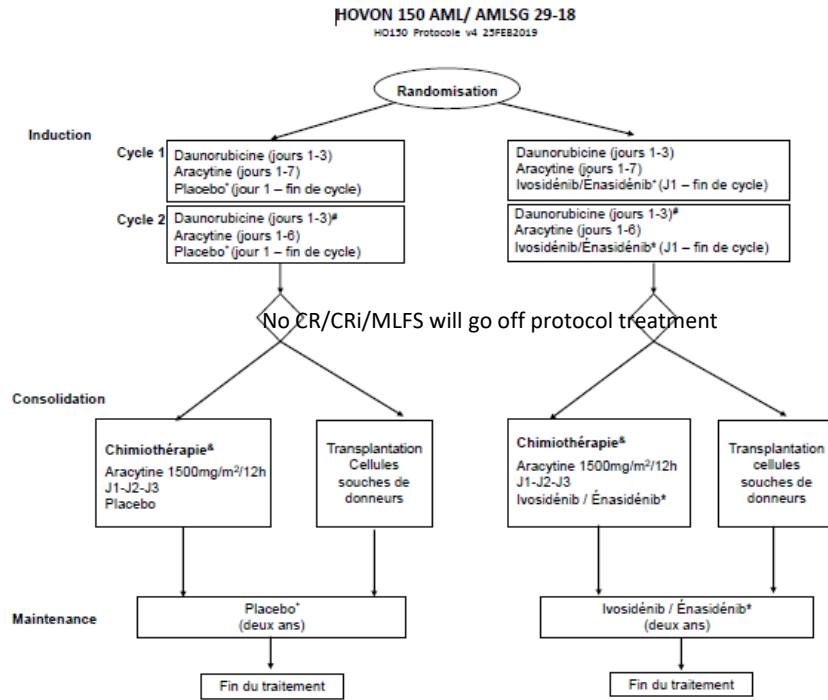 HOVON 150 AML/ AMLSG 29-18
HO150 Protocole v4 25FEB2019
Randomisation
Induction
Cycle 1
Daunorubicine (jours 1-3)
Aracytine (jours 1-7)
Placebo* (jour 1 – fin de cycle)
Daunorubicine (jours 1-3)
Aracytine (jours 1-7)
Ivosidénib/Énasidénib* (J1 – fin de cycle)
Cycle 2
Daunorubicine (jours 1-3)#
Aracytine (jours 1-6)
Placebo* (jour 1 – fin de cycle)
Daunorubicine (jours 1-3)#
Aracytine (jours 1-6)
Ivosidénib/Énasidénib* (J1 – fin de cycle)
No CR/CRi/MLFS will go off protocol treatment
Consolidation
Chimiothérapie&
Aracytine 1500mg/m²/12h
J1-J2-J3
Placebo
Transplantation
Cellules
souches de
donneurs
Chimiothérapie&
Aracytine 1500mg/m²/12h
J1-J2-J3
Ivosidénib / Énasidénib*
Transplantation
cellules
souches de
donneurs
Maintenance
Placebo*
(deux ans)
Ivosidénib / Énasidénib*
(deux ans)
Fin du traitement
Fin du traitement